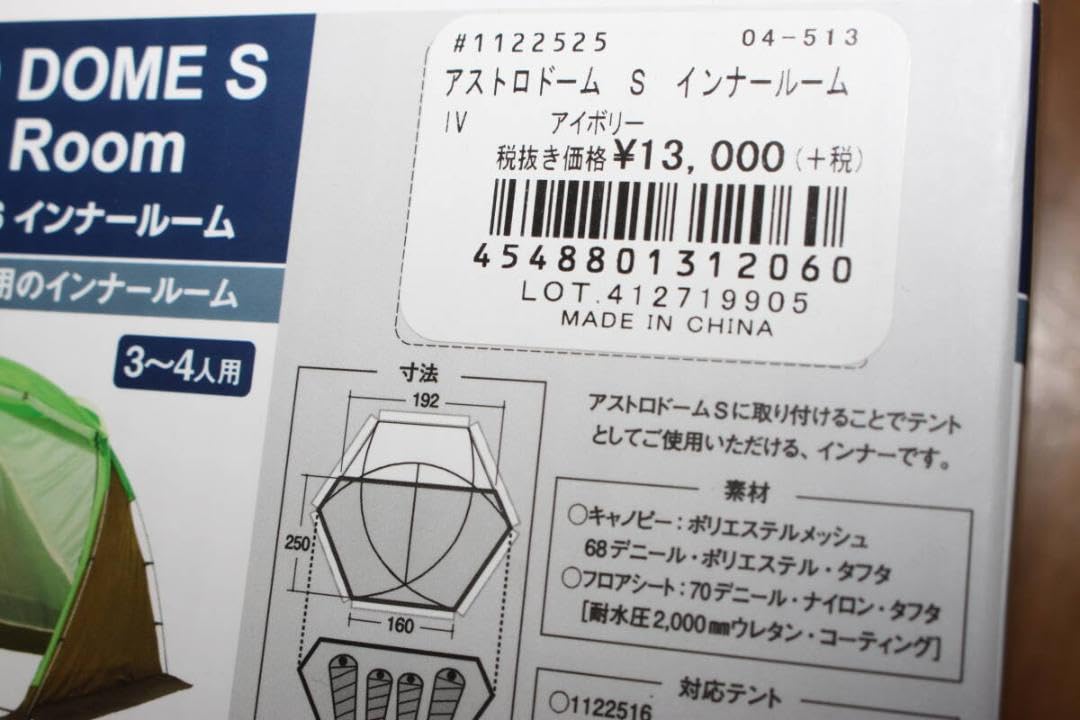 DOME S
Room
インナールーム
用のインナールーム
3〜4人用
#1122525 04-513
アストロドーム S インナールーム
IV アイボリー
税抜き価格 ¥13,000(+税)
4548801312060
LOT.412719905
MADE IN CHINA
寸法
192
250
160
アストロドームSに取り付けることでテント
としてご使用いただける、インナーです。
素材
○キャノピー:ポリエステルメッシュ
68デニール・ポリエステル・タフタ
○フロアシート:70デニール・ナイロン・タフタ
[耐水圧2,000㎜ウレタン・コーティング]
対応テント
○1122516